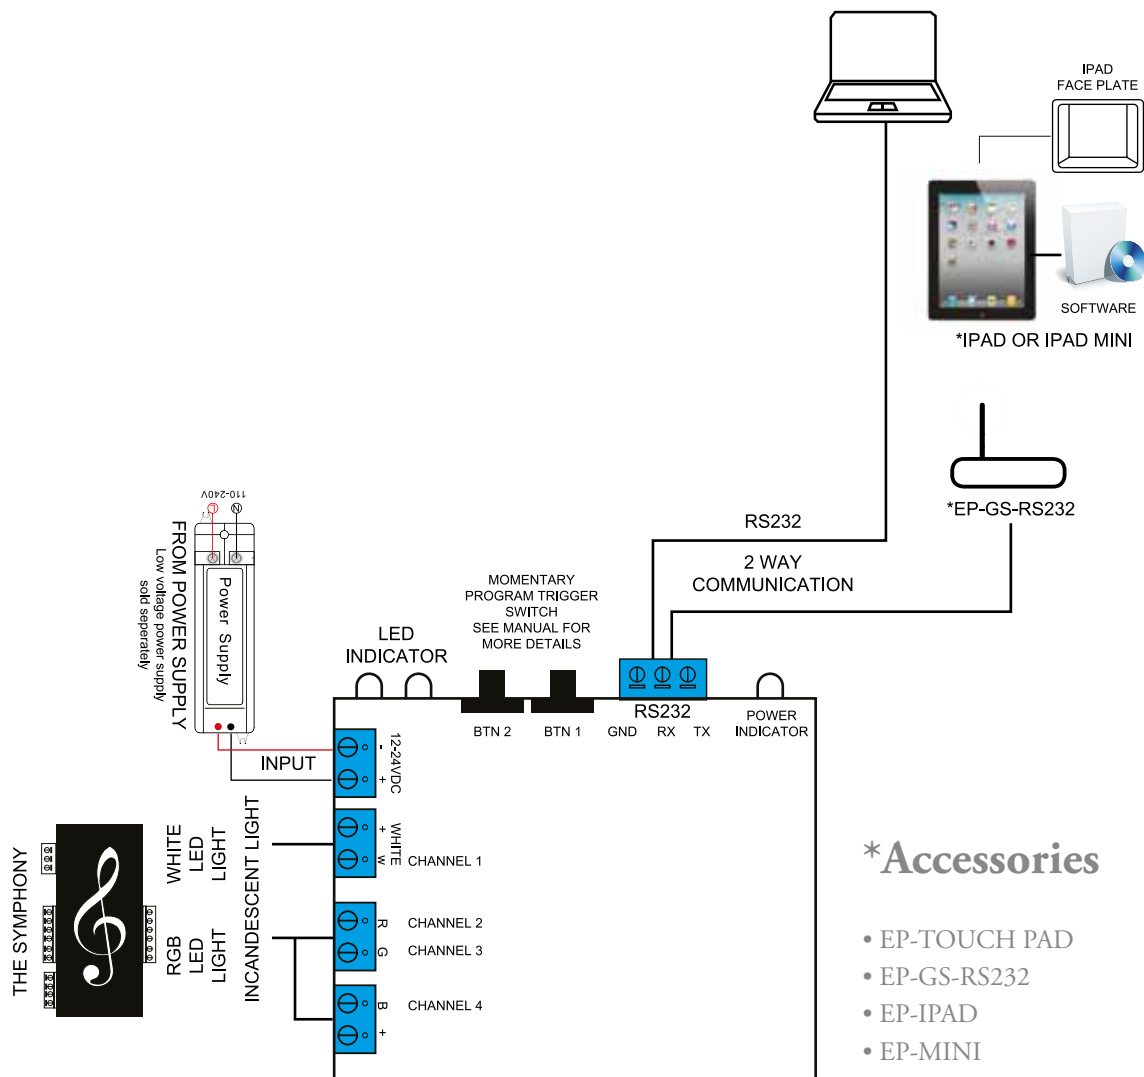 IPAD
FACE PLATE
SOFTWARE
*IPAD OR IPAD MINI
*EP-GS-RS232
RS232
2 WAY
COMMUNICATION
110-240V
L
N
Power Supply
FROM POWER SUPPLY
Low voltage power supply
sold seperately
MOMENTARY
PROGRAM TRIGGER
SWITCH
SEE MANUAL FOR
MORE DETAILS
LED
INDICATOR
BTN 2
BTN 1
RS232
GND
RX
TX
POWER
INDICATOR
INPUT
-
+
12-24VDC
+
W
WHITE
CHANNEL 1
R
CHANNEL 2
G
CHANNEL 3
B
CHANNEL 4
+
THE SYMPHONY
WHITE
LED
LIGHT
RGB
LED
LIGHT
INCANDESCENT LIGHT
*Accessories
• EP-TOUCH PAD
• EP-GS-RS232
• EP-IPAD
• EP-MINI